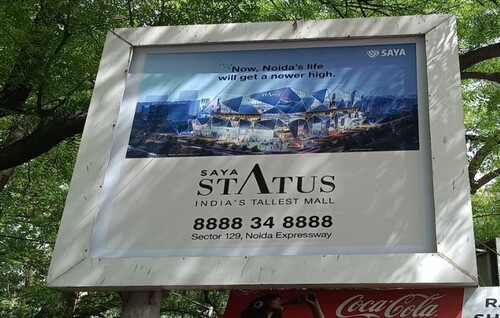 SAYA
Now, Noida's life
will get a newer high.
SAYA
STATUS
INDIA'S TALLEST MALL
8888 34 8888
Sector 129, Noida Expressway
Coca-Cola